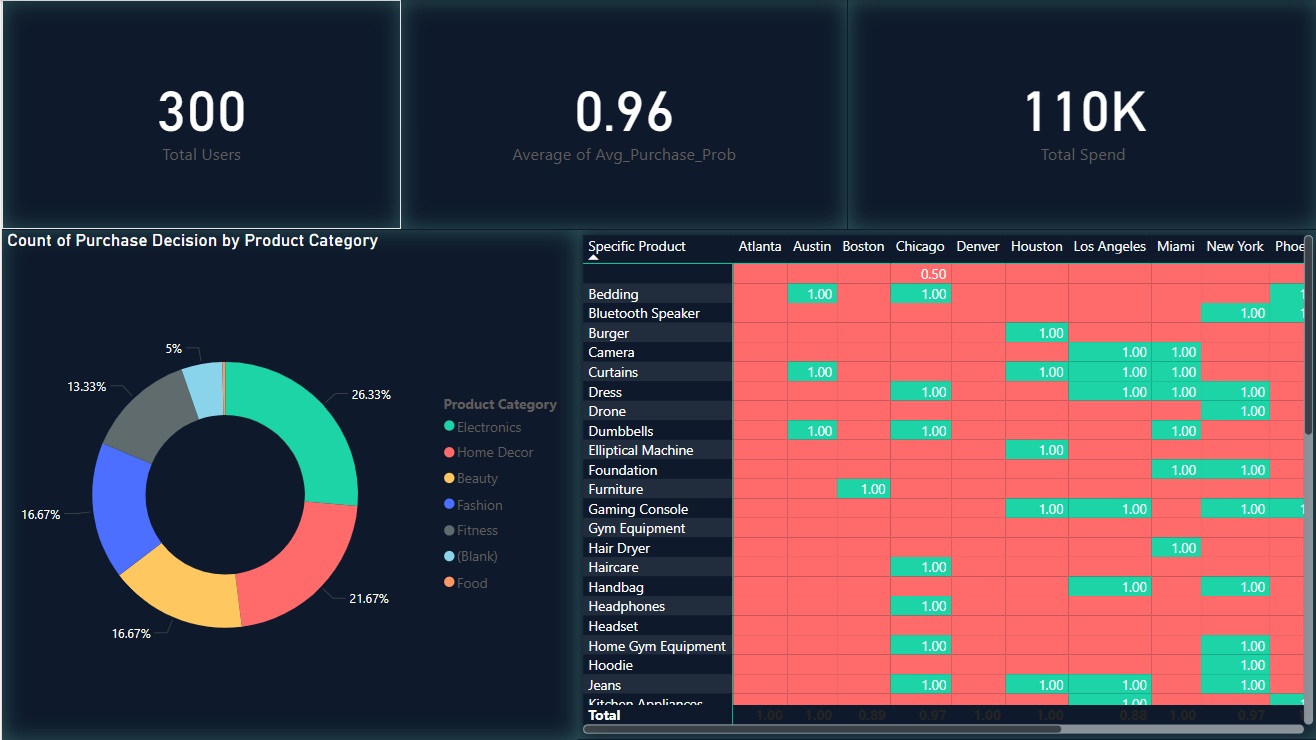 300
Total Users
0.96
Average of Avg_Purchase_Prob
110K
Total Spend
Count of Purchase Decision by Product Category
26.33%
21.67%
16.67%
16.67%
13.33%
5%
Product Category
Electronics
Home Decor
Beauty
Fashion
Fitness
(Blank)
Food
Specific Product Atlanta Austin Boston Chicago Denver Houston Los Angeles Miami New York Phoe
0.50
Bedding 1.00 1.00 1
Bluetooth Speaker 1.00 1
Burger 1.00
Camera 1.00 1.00
Curtains 1.00 1.00 1.00 1.00
Dress 1.00 1.00 1.00 1.00
Drone 1.00
Dumbbells 1.00 1.00 1.00
Elliptical Machine 1.00
Foundation 1.00 1.00
Furniture 1.00
Gaming Console 1.00 1.00 1.00 1
Gym Equipment
Hair Dryer 1.00
Haircare 1.00
Handbag 1.00 1.00
Headphones 1.00
Headset
Home Gym Equipment 1.00 1.00
Hoodie 1.00
Jeans 1.00 1.00 1.00 1.00
Kitchen Appliances 1.00
Total 1.00 1.00 0.89 0.97 1.00 1.00 0.88 1.00 0.97 1